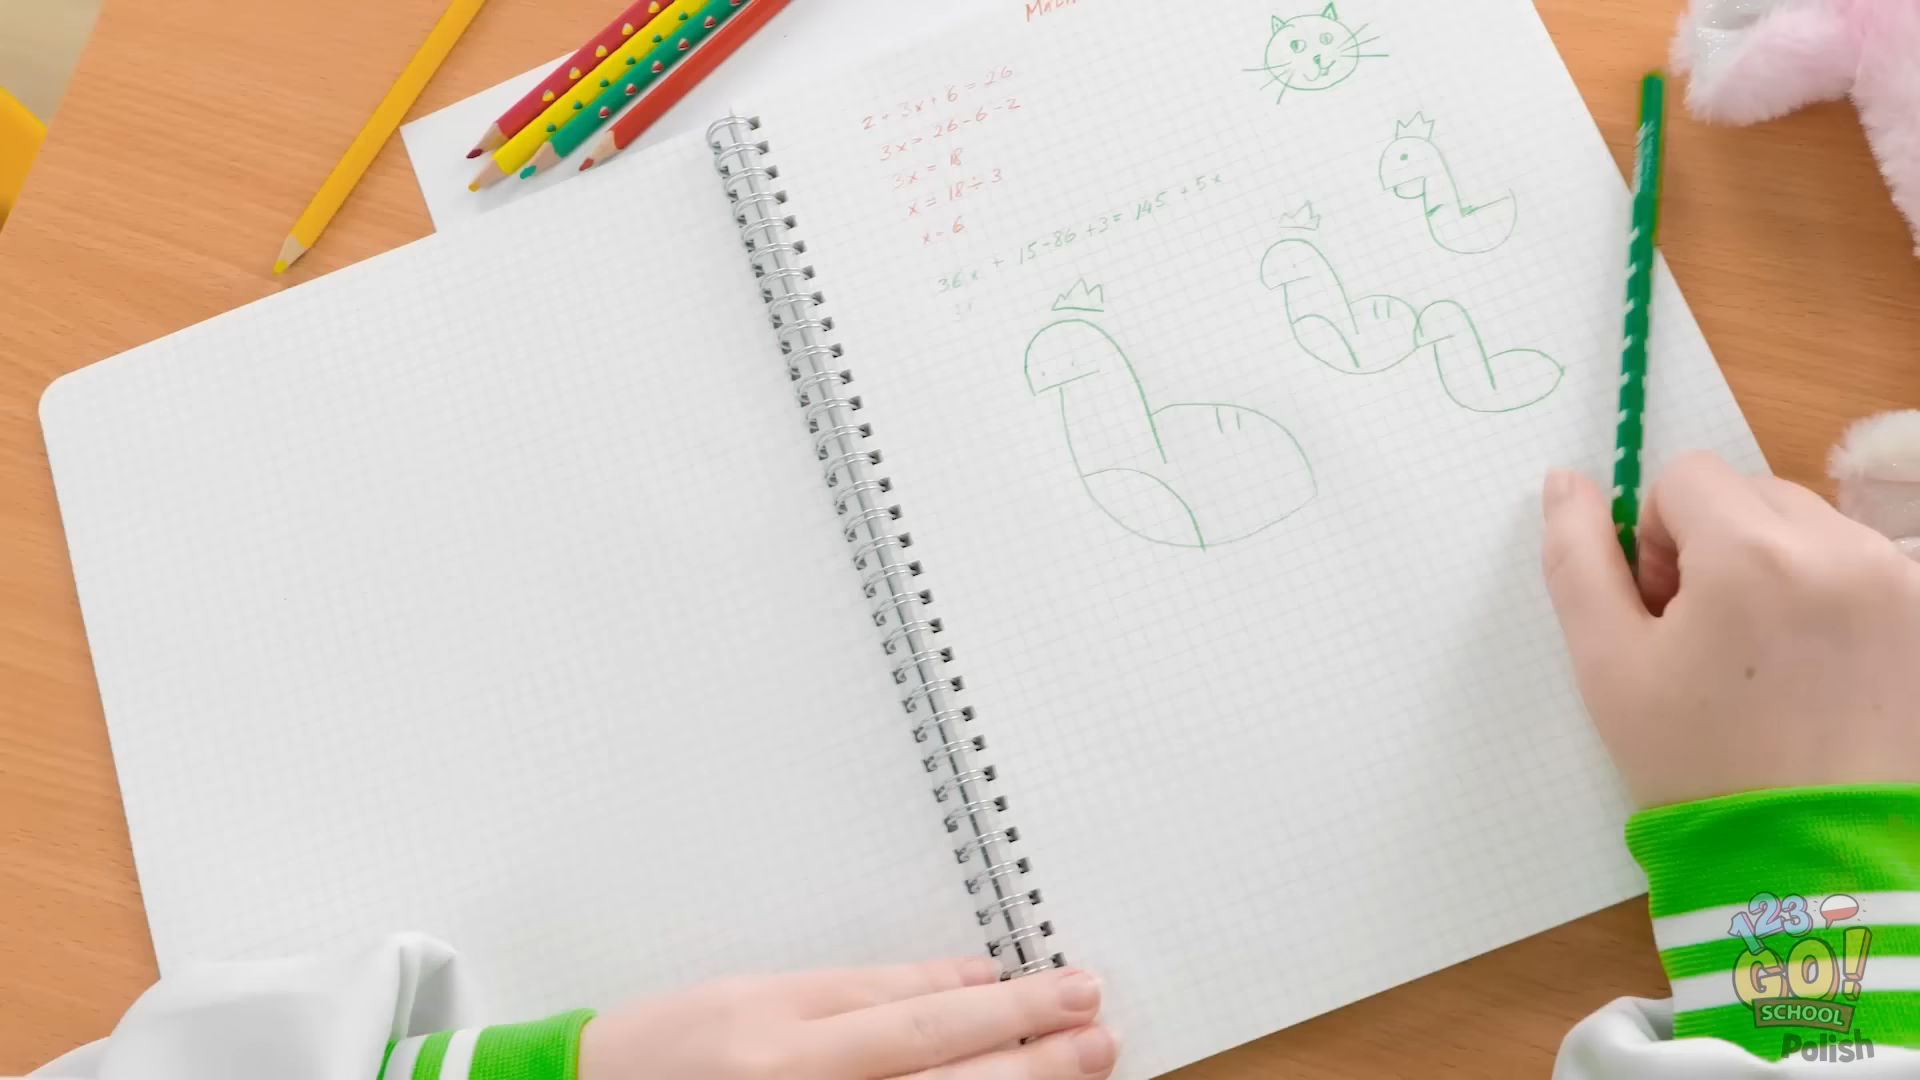 2 + 3x + 6 = 26
3x = 26 - 6 - 2
3x = 18
x = 18 ÷ 3
x = 6
36x + 15 - 86 + 3 = 145 + 5x
3x
123
GO!
SCHOOL
Polish